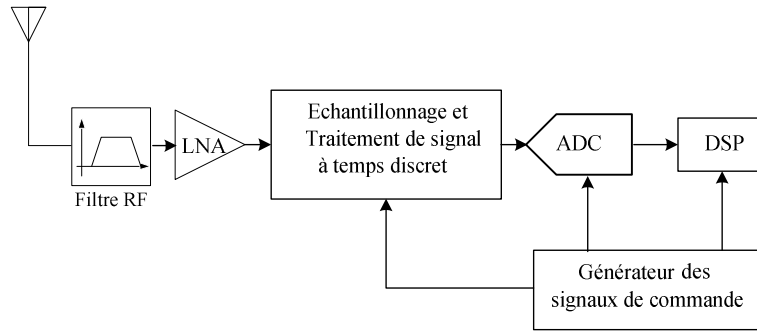 Filtre RF
LNA
Echantillonnage et
Traitement de signal
à temps discret
ADC
DSP
Générateur des
signaux de commande